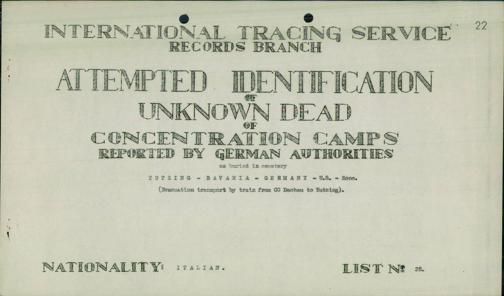 22
INTERNATIONAL TRACING SERVICE
RECORDS BRANCH
ATTEMPTED IDENTIFICATION
OF
UNKNOWN DEAD
OF
CONCENTRATION CAMPS
REPORTED BY GERMAN AUTHORITIES
as buried in cemetery
TUTZING - BAVARIA - GERMANY - U.S. - Zone.
(Evacuation transport by train from CC Dachau to Tutzing).
NATIONALITY: ITALIAN.
LIST No 28.